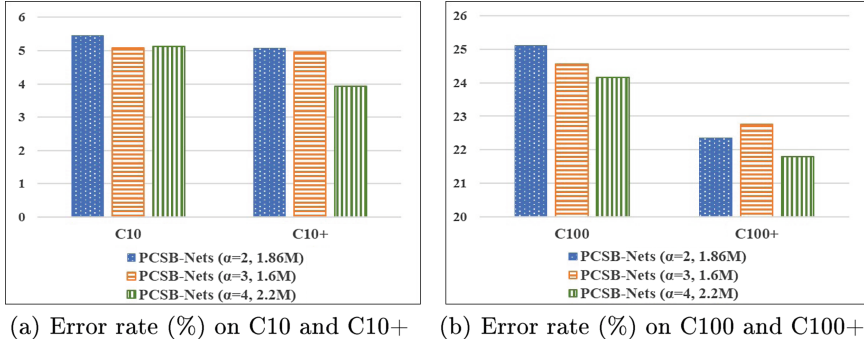 6
5
4
3
2
1
0
C10 C10+
PCSB-Nets (α=2, 1.86M)
PCSB-Nets (α=3, 1.6M)
PCSB-Nets (α=4, 2.2M)
(a) Error rate (%) on C10 and C10+
26
25
24
23
22
21
20
C100 C100+
PCSB-Nets (α=2, 1.86M)
PCSB-Nets (α=3, 1.6M)
PCSB-Nets (α=4, 2.2M)
(b) Error rate (%) on C100 and C100+